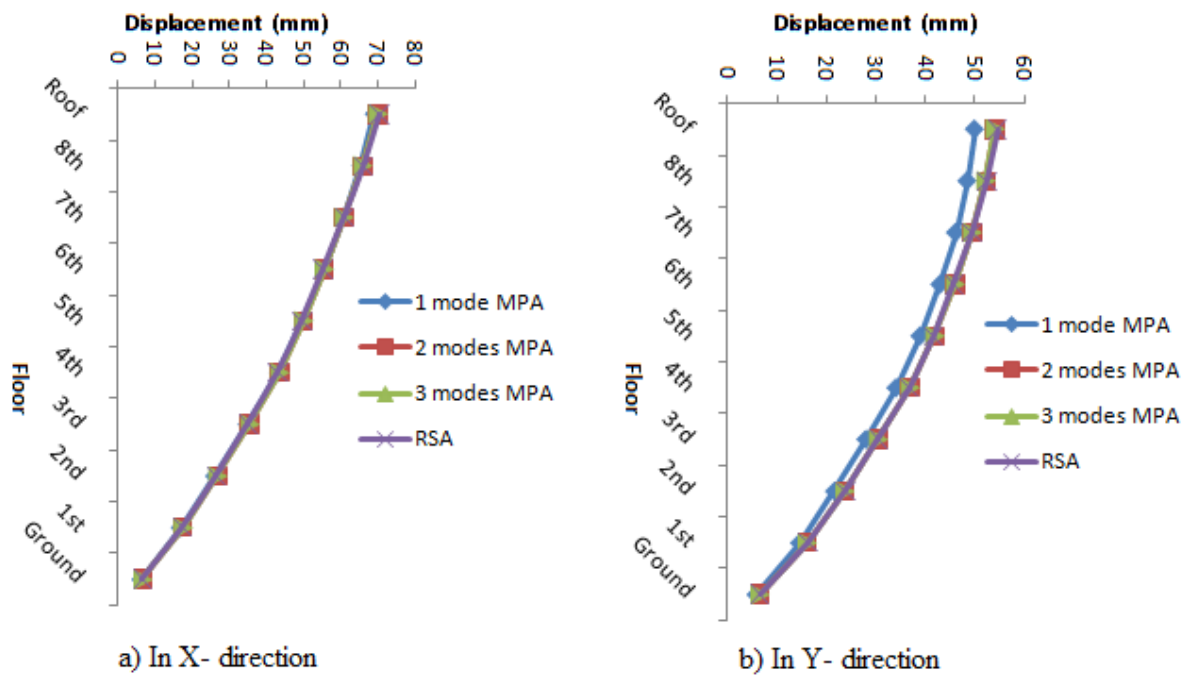 Displacement (mm)
0 10 20 30 40 50 60 70 80
Roof
8th
7th
6th
5th
4th
3rd
2nd
1st
Ground
Floor
1 mode MPA
2 modes MPA
3 modes MPA
RSA
a) In X- direction
Displacement (mm)
0 10 20 30 40 50 60
Roof
8th
7th
6th
5th
4th
3rd
2nd
1st
Ground
Floor
1 mode MPA
2 modes MPA
3 modes MPA
RSA
b) In Y- direction